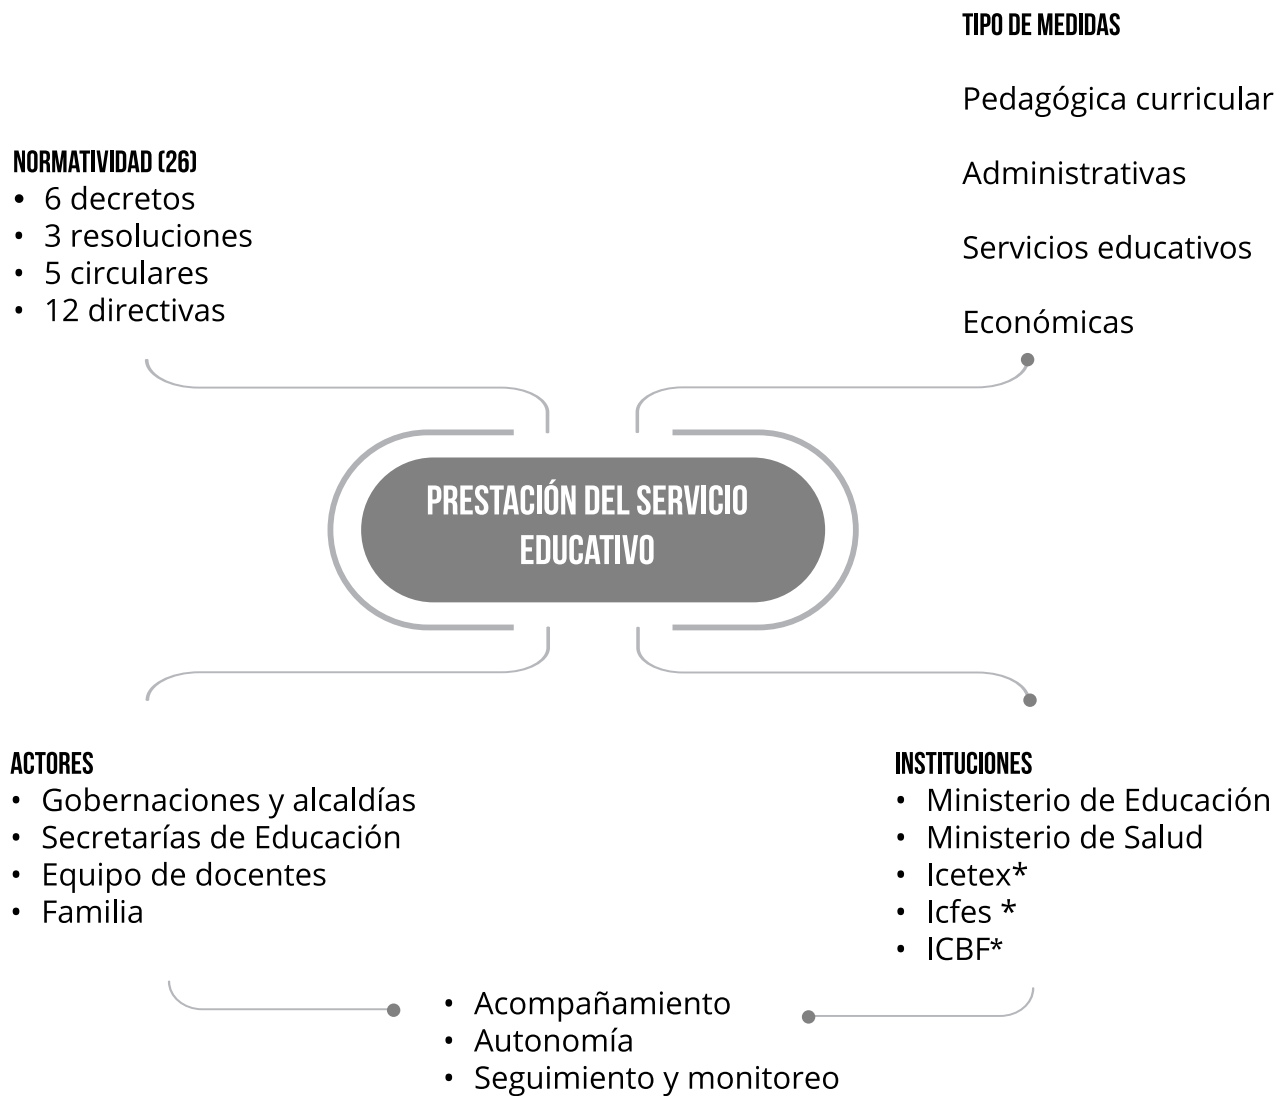 TIPO DE MEDIDAS
Pedagógica curricular
Administrativas
Servicios educativos
Económicas
NORMATIVIDAD (26)
• 6 decretos
• 3 resoluciones
• 5 circulares
• 12 directivas
PRESTACIÓN DEL SERVICIO
EDUCATIVO
ACTORES
• Gobernaciones y alcaldías
• Secretarías de Educación
• Equipo de docentes
• Familia
INSTITUCIONES
• Ministerio de Educación
• Ministerio de Salud
• Icetex*
• Icfes *
• ICBF*
• Acompañamiento
• Autonomía
• Seguimiento y monitoreo